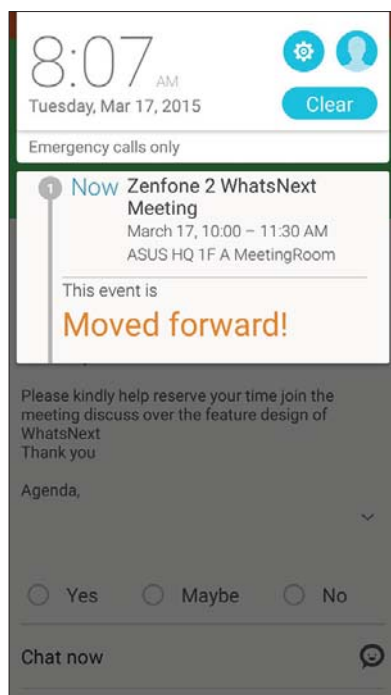 8:07 AM
Tuesday, Mar 17, 2015
Clear
Emergency calls only
1 Now Zenfone 2 WhatsNext
Meeting
March 17, 10:00 – 11:30 AM
ASUS HQ 1F A MeetingRoom
This event is
Moved forward!
Please kindly help reserve your time join the
meeting discuss over the feature design of
WhatsNext
Thank you
Agenda,
Yes Maybe No
Chat now